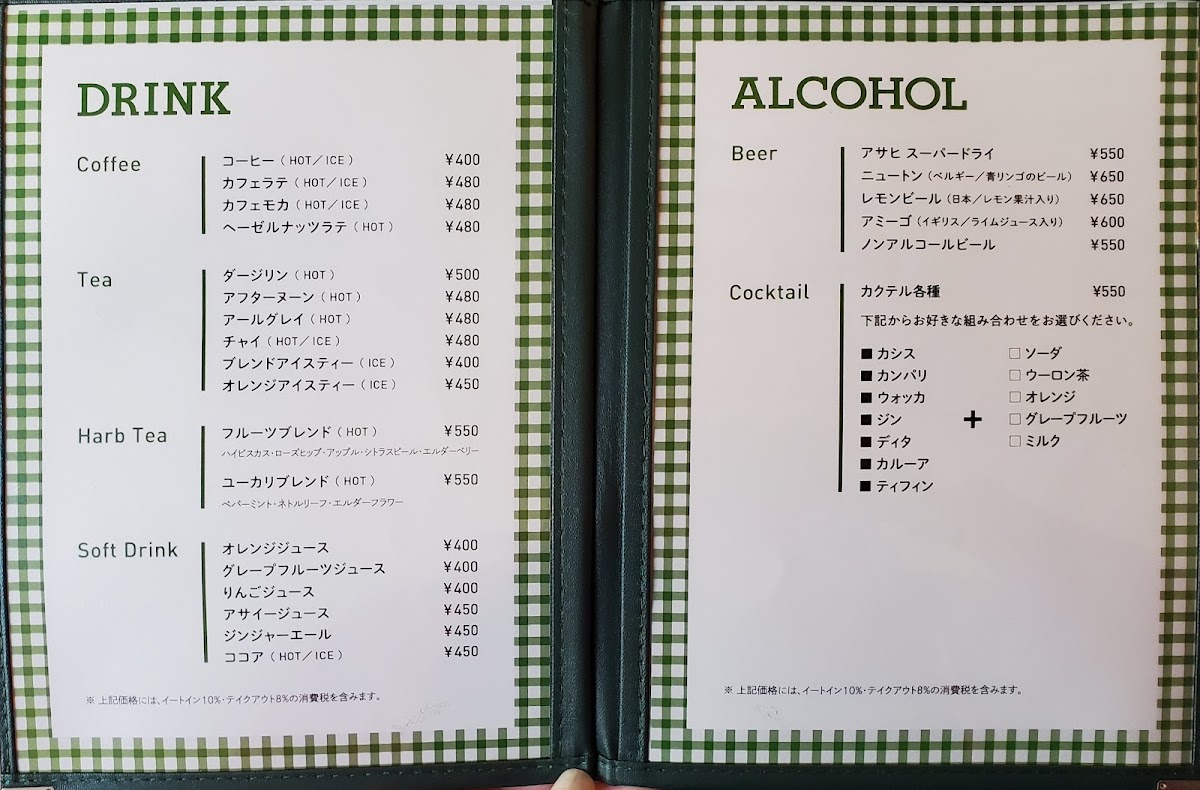 DRINK
Coffee
コーヒー（HOT／ICE） ¥400
カフェラテ（HOT／ICE） ¥480
カフェモカ（HOT／ICE） ¥480
ヘーゼルナッツラテ（HOT） ¥480
Tea
ダージリン（HOT） ¥500
アフターヌーン（HOT） ¥480
アールグレイ（HOT） ¥480
チャイ（HOT／ICE） ¥480
ブレンドアイスティー（ICE） ¥400
オレンジアイスティー（ICE） ¥450
Harb Tea
フルーツブレンド（HOT） ¥550
ハイビスカス・ローズヒップ・アップル・シトラスピール・エルダーベリー
ユーカリブレンド（HOT） ¥550
ペパーミント・ネトルリーフ・エルダーフラワー
Soft Drink
オレンジジュース ¥400
グレープフルーツジュース ¥400
りんごジュース ¥400
アサイージュース ¥450
ジンジャーエール ¥450
ココア（HOT／ICE） ¥450
※ 上記価格には、イートイン10%・テイクアウト8%の消費税を含みます。
ALCOHOL
Beer
アサヒ スーパードライ ¥550
ニュートン（ベルギー／青リンゴのビール） ¥650
レモンビール（日本／レモン果汁入り） ¥650
アミーゴ（イギリス／ライムジュース入り） ¥600
ノンアルコールビール ¥550
Cocktail
カクテル各種 ¥550
下記からお好きな組み合わせをお選びください。
■ カシス
■ カンパリ
■ ウォッカ
■ ジン
■ ディタ
■ カルーア
■ ティフィン
+
□ ソーダ
□ ウーロン茶
□ オレンジ
□ グレープフルーツ
□ ミルク
※ 上記価格には、イートイン10%・テイクアウト8%の消費税を含みます。